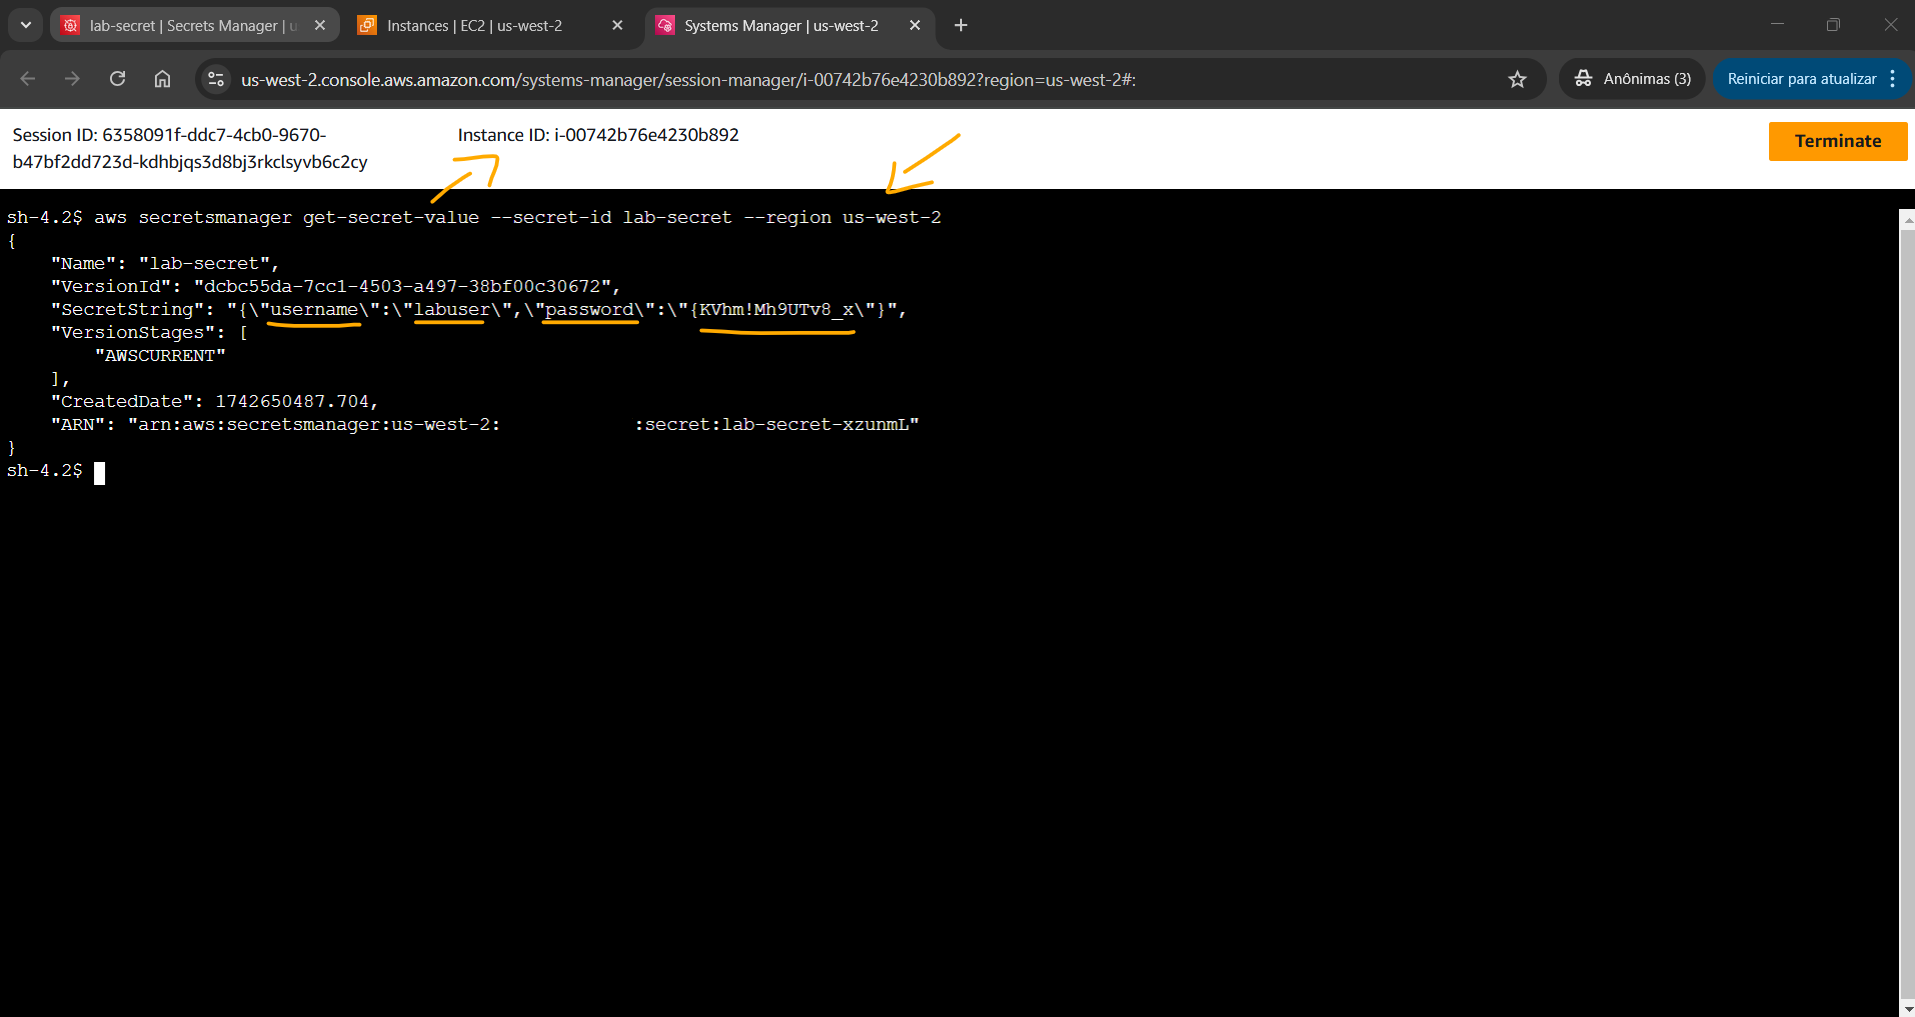 lab-secret | Secrets Manager | u
Instances | EC2 | us-west-2
Systems Manager | us-west-2
us-west-2.console.aws.amazon.com/systems-manager/session-manager/i-00742b76e4230b892?region=us-west-2#:
Anônimas (3)
Reiniciar para atualizar
Session ID: 6358091f-ddc7-4cb0-9670-
b47bf2dd723d-kdhbjqs3d8bj3rkclsyvb6c2cy
Instance ID: i-00742b76e4230b892
Terminate
sh-4.2$ aws secretsmanager get-secret-value --secret-id lab-secret --region us-west-2
{
    "Name": "lab-secret",
    "VersionId": "dcbc55da-7cc1-4503-a497-38bf00c30672",
    "SecretString": "{\"username\":\"labuser\",\"password\":\"{KVhm!Mh9UTv8_x\"}",
    "VersionStages": [
        "AWSCURRENT"
    ],
    "CreatedDate": 1742650487.704,
    "ARN": "arn:aws:secretsmanager:us-west-2:            :secret:lab-secret-xzunmL"
}
sh-4.2$